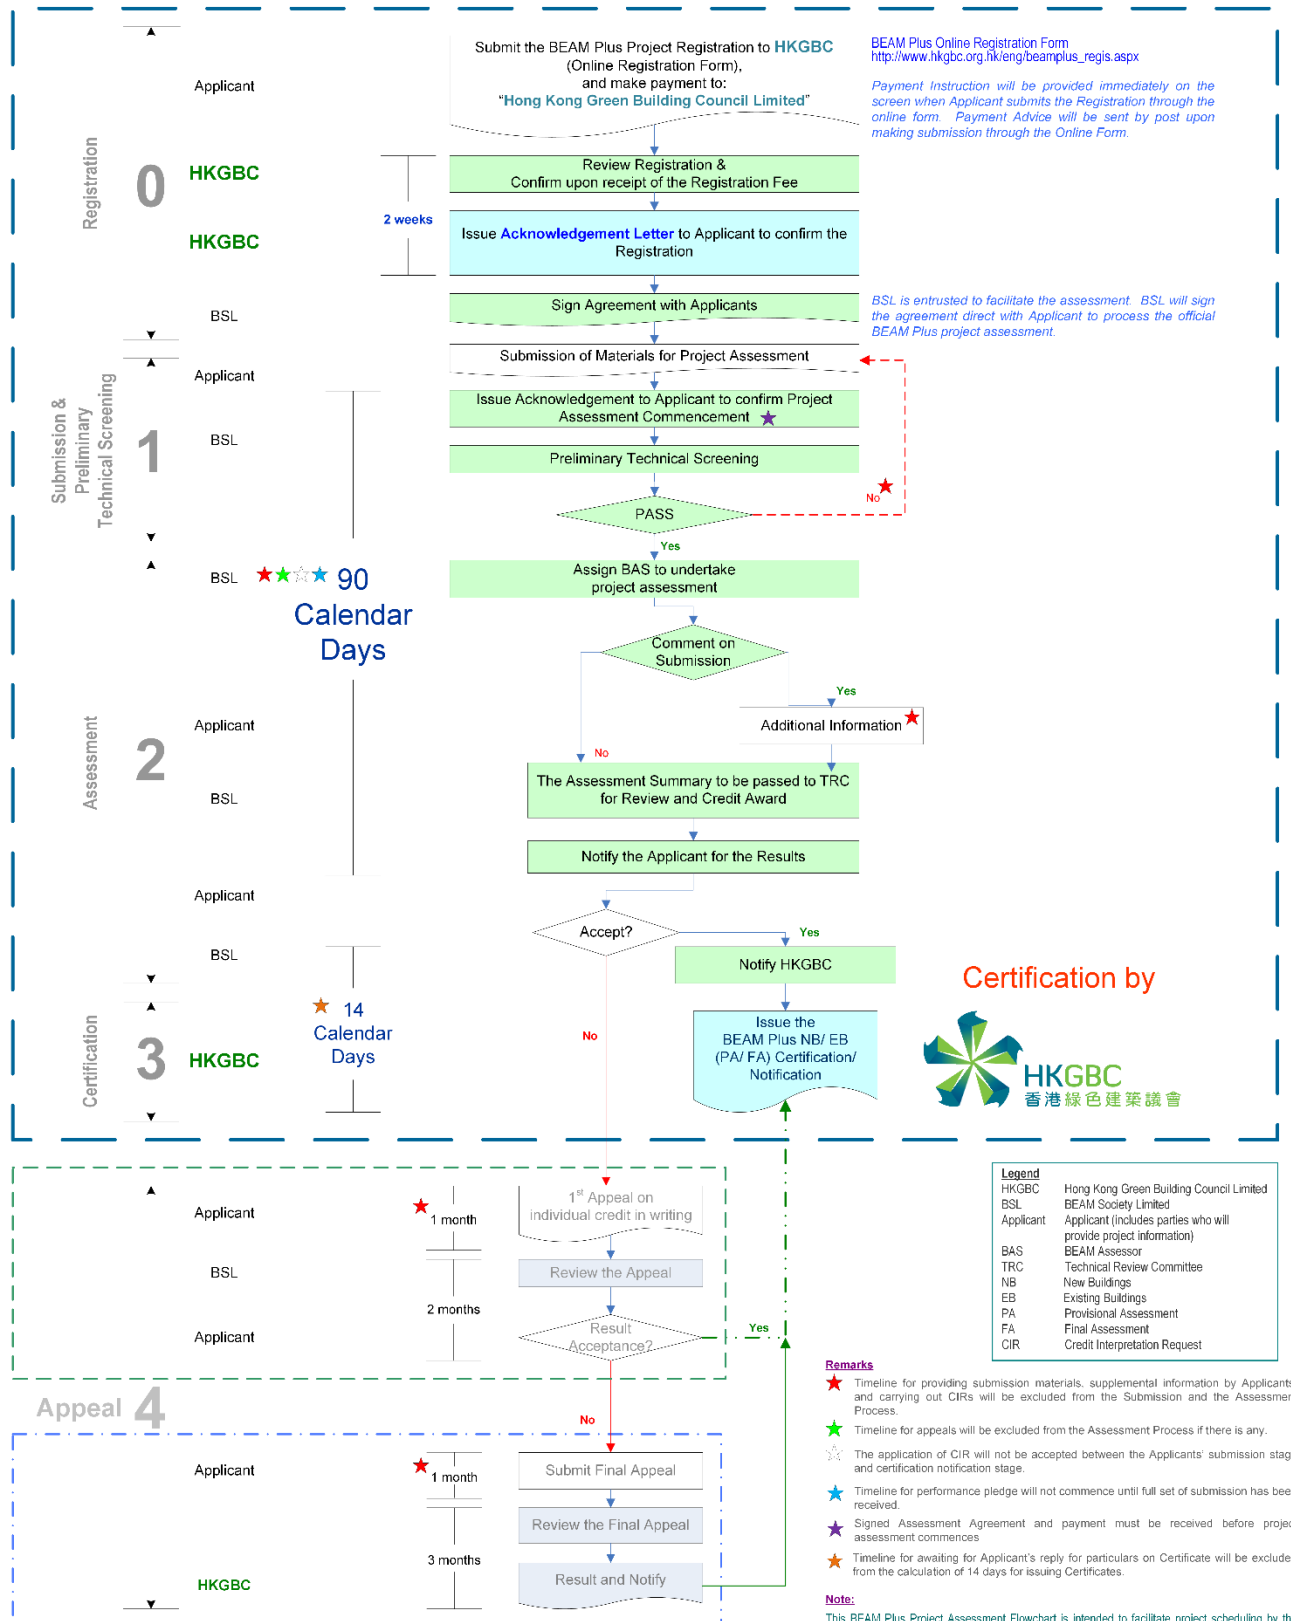 Submit the BEAM Plus Project Registration to HKGBC
(Online Registration Form),
and make payment to:
“Hong Kong Green Building Council Limited”
BEAM Plus Online Registration Form
http://www.hkgbc.org.hk/eng/beamplus_regis.aspx
Payment Instruction will be provided immediately on the
screen when Applicant submits the Registration through the
online form. Payment Advice will be sent by post upon
making submission through the Online Form.
Registration
0
Applicant
HKGBC
HKGBC
BSL
2 weeks
Review Registration &
Confirm upon receipt of the Registration Fee
Issue Acknowledgement Letter to Applicant to confirm the
Registration
Sign Agreement with Applicants
BSL is entrusted to facilitate the assessment. BSL will sign
the agreement direct with Applicant to process the official
BEAM Plus project assessment.
Submission &
Preliminary
Technical Screening
1
Applicant
BSL
Submission of Materials for Project Assessment
Issue Acknowledgement to Applicant to confirm Project
Assessment Commencement
Preliminary Technical Screening
PASS
No
Yes
BSL
90
Calendar
Days
Assign BAS to undertake
project assessment
Comment on
Submission
Yes
Additional Information
No
Assessment
2
Applicant
BSL
The Assessment Summary to be passed to TRC
for Review and Credit Award
Notify the Applicant for the Results
Applicant
Accept?
Yes
BSL
Notify HKGBC
Certification by
HKGBC
香港綠色建築議會
Certification
3
HKGBC
14
Calendar
Days
No
Issue the
BEAM Plus NB/ EB
(PA/ FA) Certification/
Notification
Legend
HKGBC Hong Kong Green Building Council Limited
BSL BEAM Society Limited
Applicant Applicant (includes parties who will
provide project information)
BAS BEAM Assessor
TRC Technical Review Committee
NB New Buildings
EB Existing Buildings
PA Provisional Assessment
FA Final Assessment
CIR Credit Interpretation Request
Applicant
1 month
1st Appeal on
individual credit in writing
BSL
Review the Appeal
2 months
Applicant
Result
Acceptance?
Yes
Appeal 4
No
Applicant
1 month
Submit Final Appeal
Review the Final Appeal
3 months
HKGBC
Result and Notify
Remarks
Timeline for providing submission materials, supplemental information by Applicants
and carrying out CIRs will be excluded from the Submission and the Assessmen
Process.
Timeline for appeals will be excluded from the Assessment Process if there is any.
The application of CIR will not be accepted between the Applicants' submission stag
and certification notification stage.
Timeline for performance pledge will not commence until full set of submission has bee
received.
Signed Assessment Agreement and payment must be received before projec
assessment commences
Timeline for awaiting for Applicant's reply for particulars on Certificate will be exclude
from the calculation of 14 days for issuing Certificates.
Note:
This BEAM Plus Project Assessment Flowchart is intended to facilitate project scheduling by th